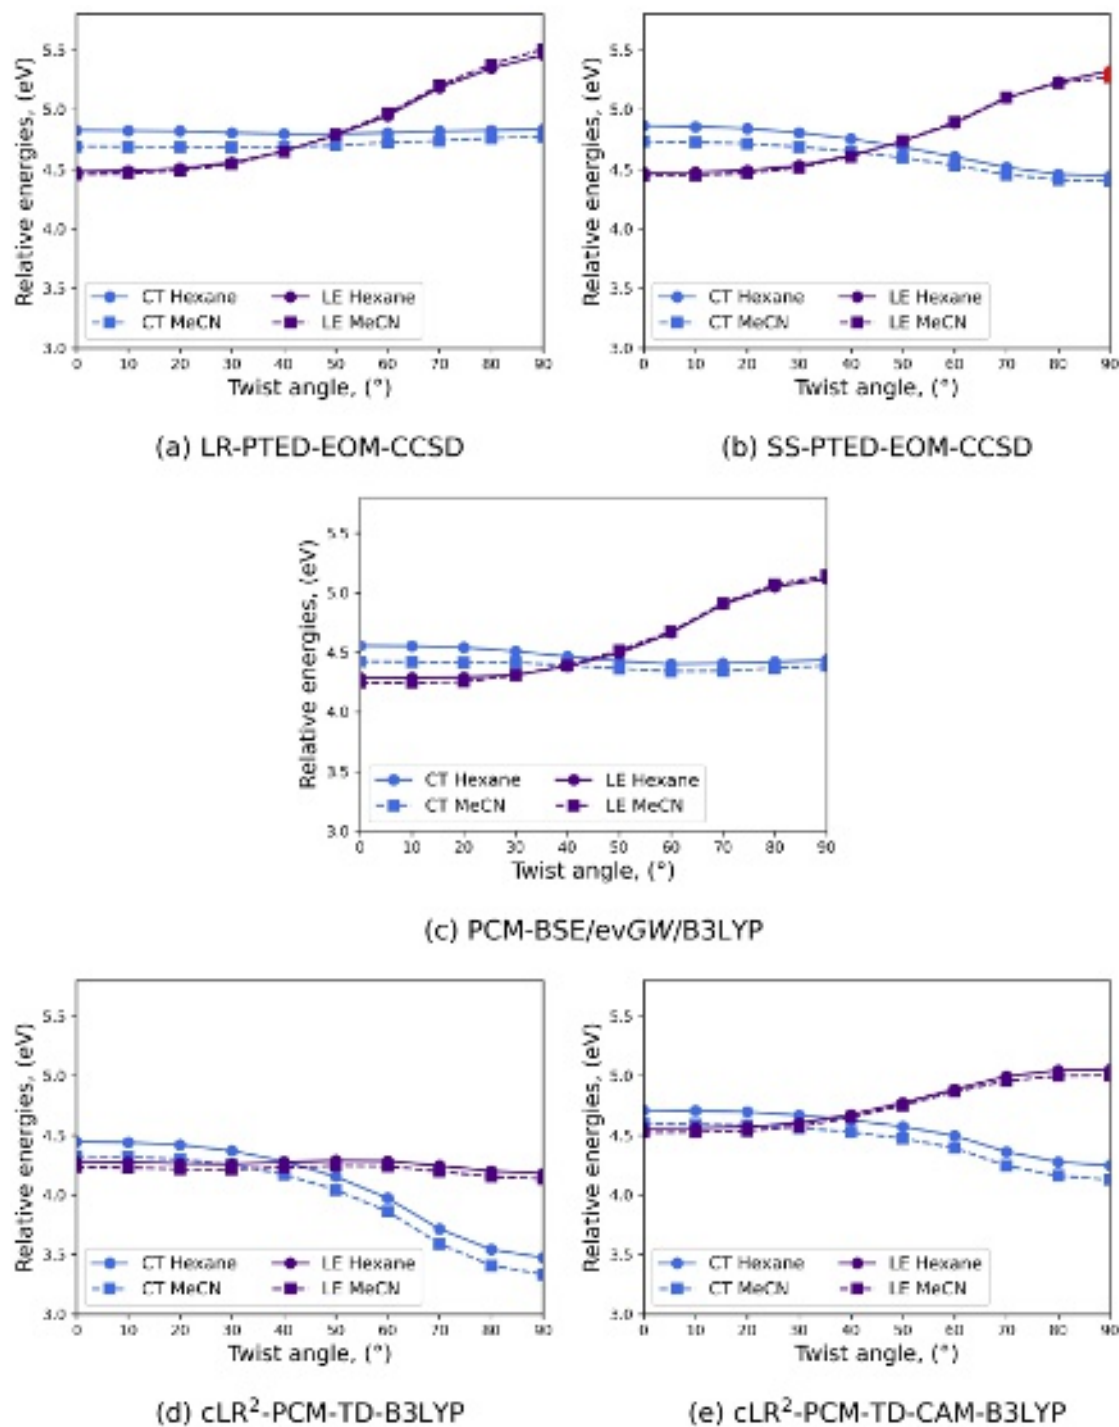 Relative energies, (eV)
5.5
5.0
4.5
4.0
3.5
3.0
CT Hexane LE Hexane
CT MeCN LE MeCN
0 10 20 30 40 50 60 70 80 90
Twist angle, (°)
(a) LR-PTED-EOM-CCSD
Relative energies, (eV)
5.5
5.0
4.5
4.0
3.5
3.0
CT Hexane LE Hexane
CT MeCN LE MeCN
0 10 20 30 40 50 60 70 80 90
Twist angle, (°)
(b) SS-PTED-EOM-CCSD
Relative energies, (eV)
5.5
5.0
4.5
4.0
3.5
3.0
CT Hexane LE Hexane
CT MeCN LE MeCN
0 10 20 30 40 50 60 70 80 90
Twist angle, (°)
(c) PCM-BSE/evGW/B3LYP
Relative energies, (eV)
5.5
5.0
4.5
4.0
3.5
3.0
CT Hexane LE Hexane
CT MeCN LE MeCN
0 10 20 30 40 50 60 70 80 90
Twist angle, (°)
(d) cLR²-PCM-TD-B3LYP
Relative energies, (eV)
5.5
5.0
4.5
4.0
3.5
3.0
CT Hexane LE Hexane
CT MeCN LE MeCN
0 10 20 30 40 50 60 70 80 90
Twist angle, (°)
(e) cLR²-PCM-TD-CAM-B3LYP